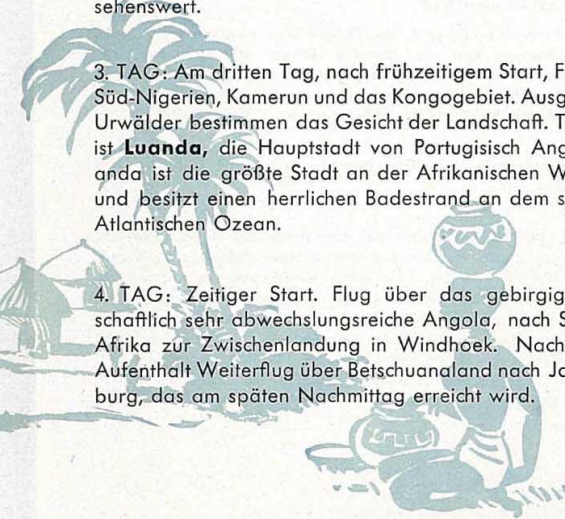 sehenswert.
3. TAG: Am dritten Tag, nach frühzeitigem Start, F
Süd-Nigerien, Kamerun und das Kongogebiet. Ausg
Urwälder bestimmen das Gesicht der Landschaft. T
ist Luanda, die Hauptstadt von Portugisisch Ang
anda ist die größte Stadt an der Afrikanischen W
und besitzt einen herrlichen Badestrand an dem s
Atlantischen Ozean.
4. TAG: Zeitiger Start. Flug über das gebirgig
schaftlich sehr abwechslungsreiche Angola, nach S
Afrika zur Zwischenlandung in Windhoek. Nach
Aufenthalt Weiterflug über Betschuanaland nach Jo
burg, das am späten Nachmittag erreicht wird.